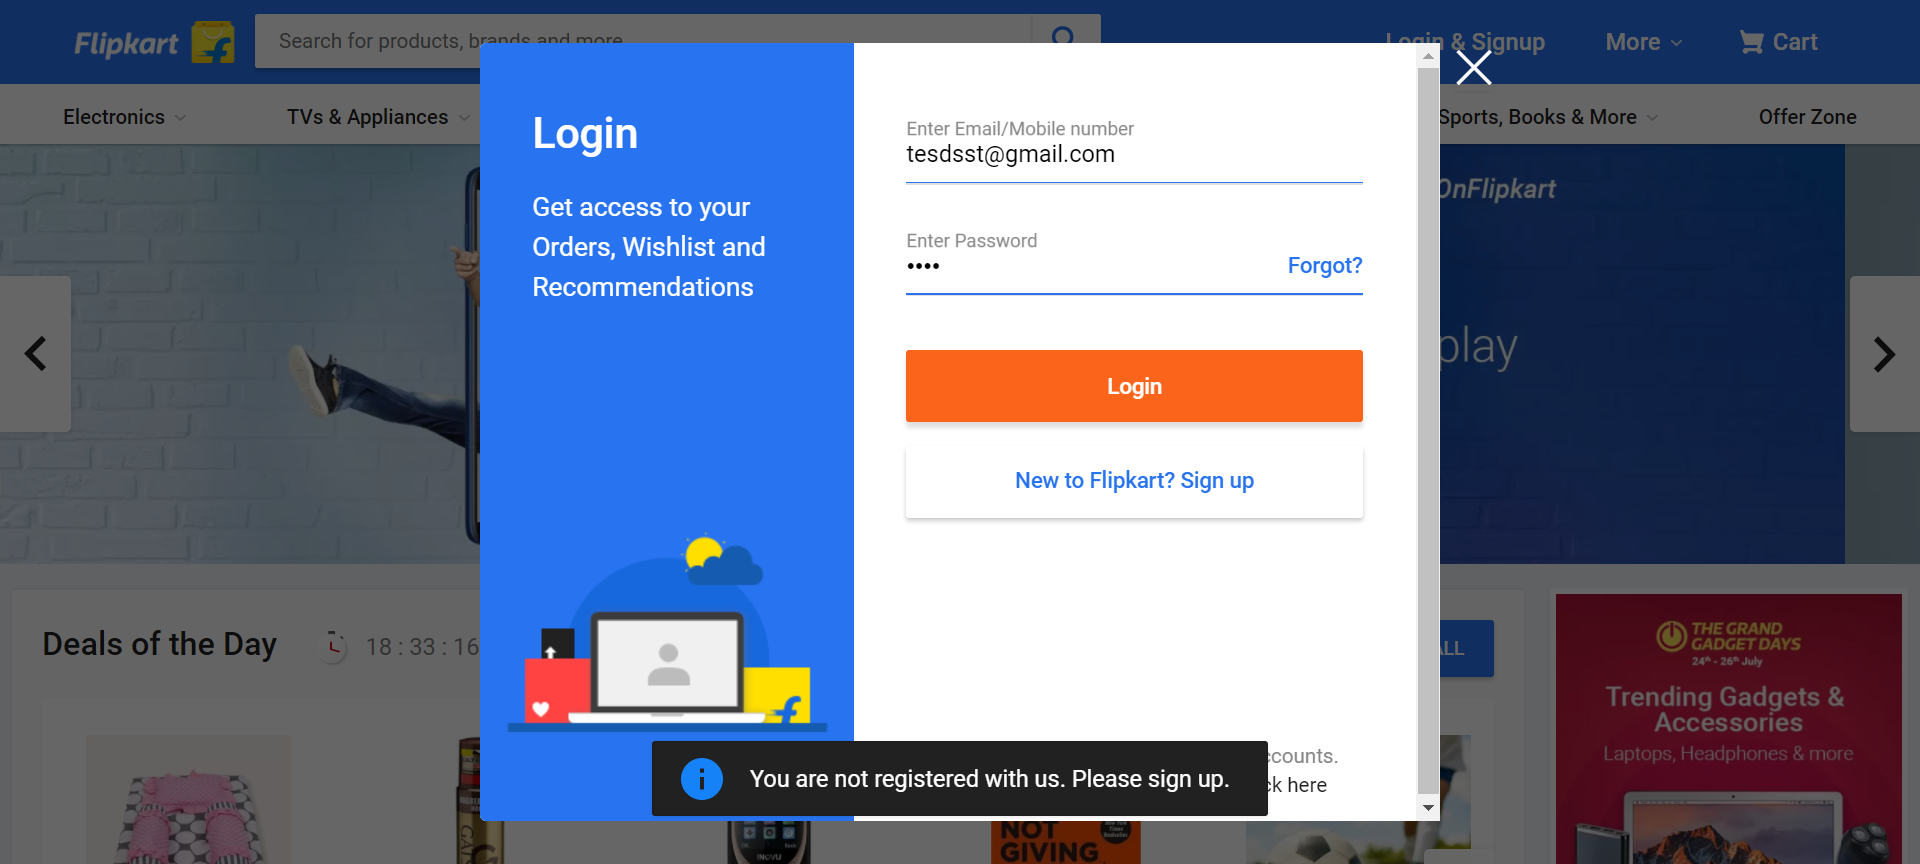 Flipkart
Search for products, brands and more
Login & Signup
More
Cart
Electronics
TVs & Appliances
Sports, Books & More
Offer Zone
Login
Get access to your
Orders, Wishlist and
Recommendations
Enter Email/Mobile number
tesdsst@gmail.com
Enter Password
••••
Forgot?
Login
New to Flipkart? Sign up
OnFlipkart
play
Deals of the Day
18 : 33 : 16
ALL
THE GRAND
GADGET DAYS
24th - 26th July
Trending Gadgets &
Accessories
Laptops, Headphones & more
ccounts.
ck here
You are not registered with us. Please sign up.
INOVU
NOT
GIVING